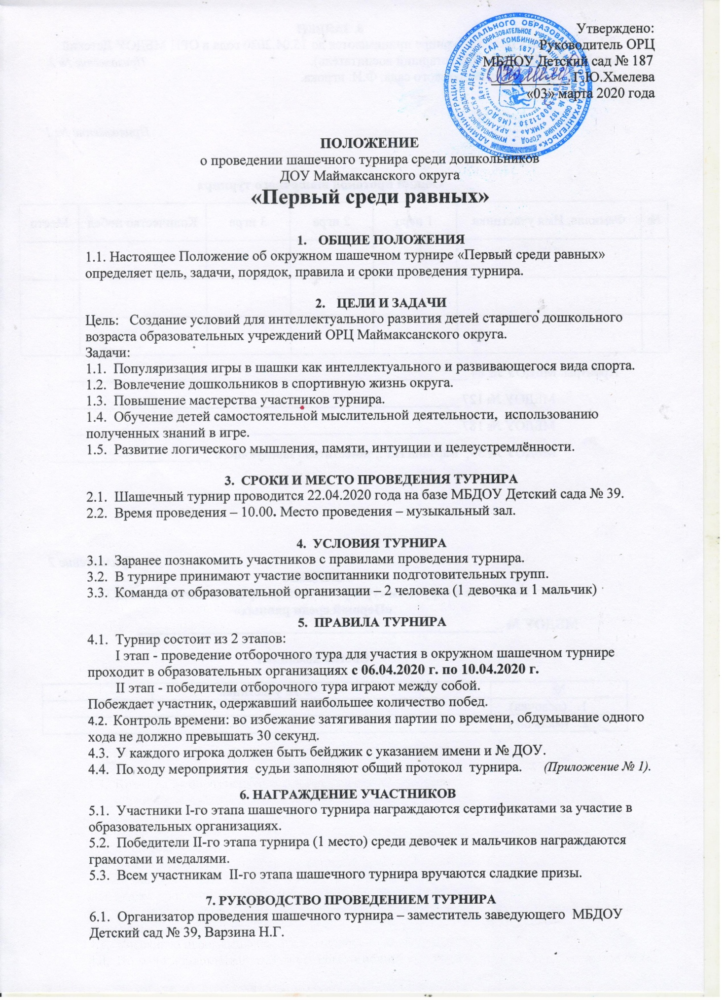 Утверждено:
Руководитель ОРЦ
МБДОУ Детский сад № 187
Г.Ю.Хмелева
«03» марта 2020 года
ПОЛОЖЕНИЕ
о проведении шашечного турнира среди дошкольников
ДОУ Маймаксанского округа
«Первый среди равных»
1. ОБЩИЕ ПОЛОЖЕНИЯ
1.1. Настоящее Положение об окружном шашечном турнире «Первый среди равных»
определяет цель, задачи, порядок, правила и сроки проведения турнира.
2. ЦЕЛИ И ЗАДАЧИ
Цель: Создание условий для интеллектуального развития детей старшего дошкольного
возраста образовательных учреждений ОРЦ Маймаксанского округа.
Задачи:
1.1. Популяризация игры в шашки как интеллектуального и развивающегося вида спорта.
1.2. Вовлечение дошкольников в спортивную жизнь округа.
1.3. Повышение мастерства участников турнира.
1.4. Обучение детей самостоятельной мыслительной деятельности, использованию
полученных знаний в игре.
1.5. Развитие логического мышления, памяти, интуиции и целеустремлённости.
3. СРОКИ И МЕСТО ПРОВЕДЕНИЯ ТУРНИРА
2.1. Шашечный турнир проводится 22.04.2020 года на базе МБДОУ Детский сада № 39.
2.2. Время проведения – 10.00. Место проведения – музыкальный зал.
4. УСЛОВИЯ ТУРНИРА
3.1. Заранее познакомить участников с правилами проведения турнира.
3.2. В турнире принимают участие воспитанники подготовительных групп.
3.3. Команда от образовательной организации – 2 человека (1 девочка и 1 мальчик)
5. ПРАВИЛА ТУРНИРА
4.1. Турнир состоит из 2 этапов:
I этап - проведение отборочного тура для участия в окружном шашечном турнире
проходит в образовательных организациях с 06.04.2020 г. по 10.04.2020 г.
II этап - победители отборочного тура играют между собой.
Побеждает участник, одержавший наибольшее количество побед.
4.2. Контроль времени: во избежание затягивания партии по времени, обдумывание одного
хода не должно превышать 30 секунд.
4.3. У каждого игрока должен быть бейджик с указанием имени и № ДОУ.
4.4. По ходу мероприятия судьи заполняют общий протокол турнира. (Приложение № 1).
6. НАГРАЖДЕНИЕ УЧАСТНИКОВ
5.1. Участники I-го этапа шашечного турнира награждаются сертификатами за участие в
образовательных организациях.
5.2. Победители II-го этапа турнира (1 место) среди девочек и мальчиков награждаются
грамотами и медалями.
5.3. Всем участникам II-го этапа шашечного турнира вручаются сладкие призы.
7. РУКОВОДСТВО ПРОВЕДЕНИЕМ ТУРНИРА
6.1. Организатор проведения шашечного турнира – заместитель заведующего МБДОУ
Детский сад № 39, Варзина Н.Г.